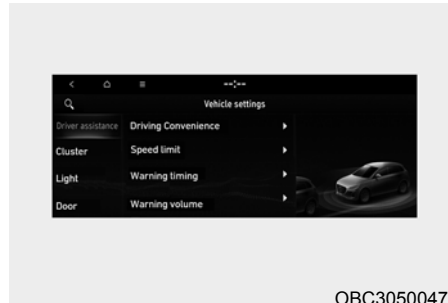 --:--
Vehicle settings
Driver assistance
Driving Convenience
Cluster
Speed limit
Light
Warning timing
Door
Warning volume
OBC3050047